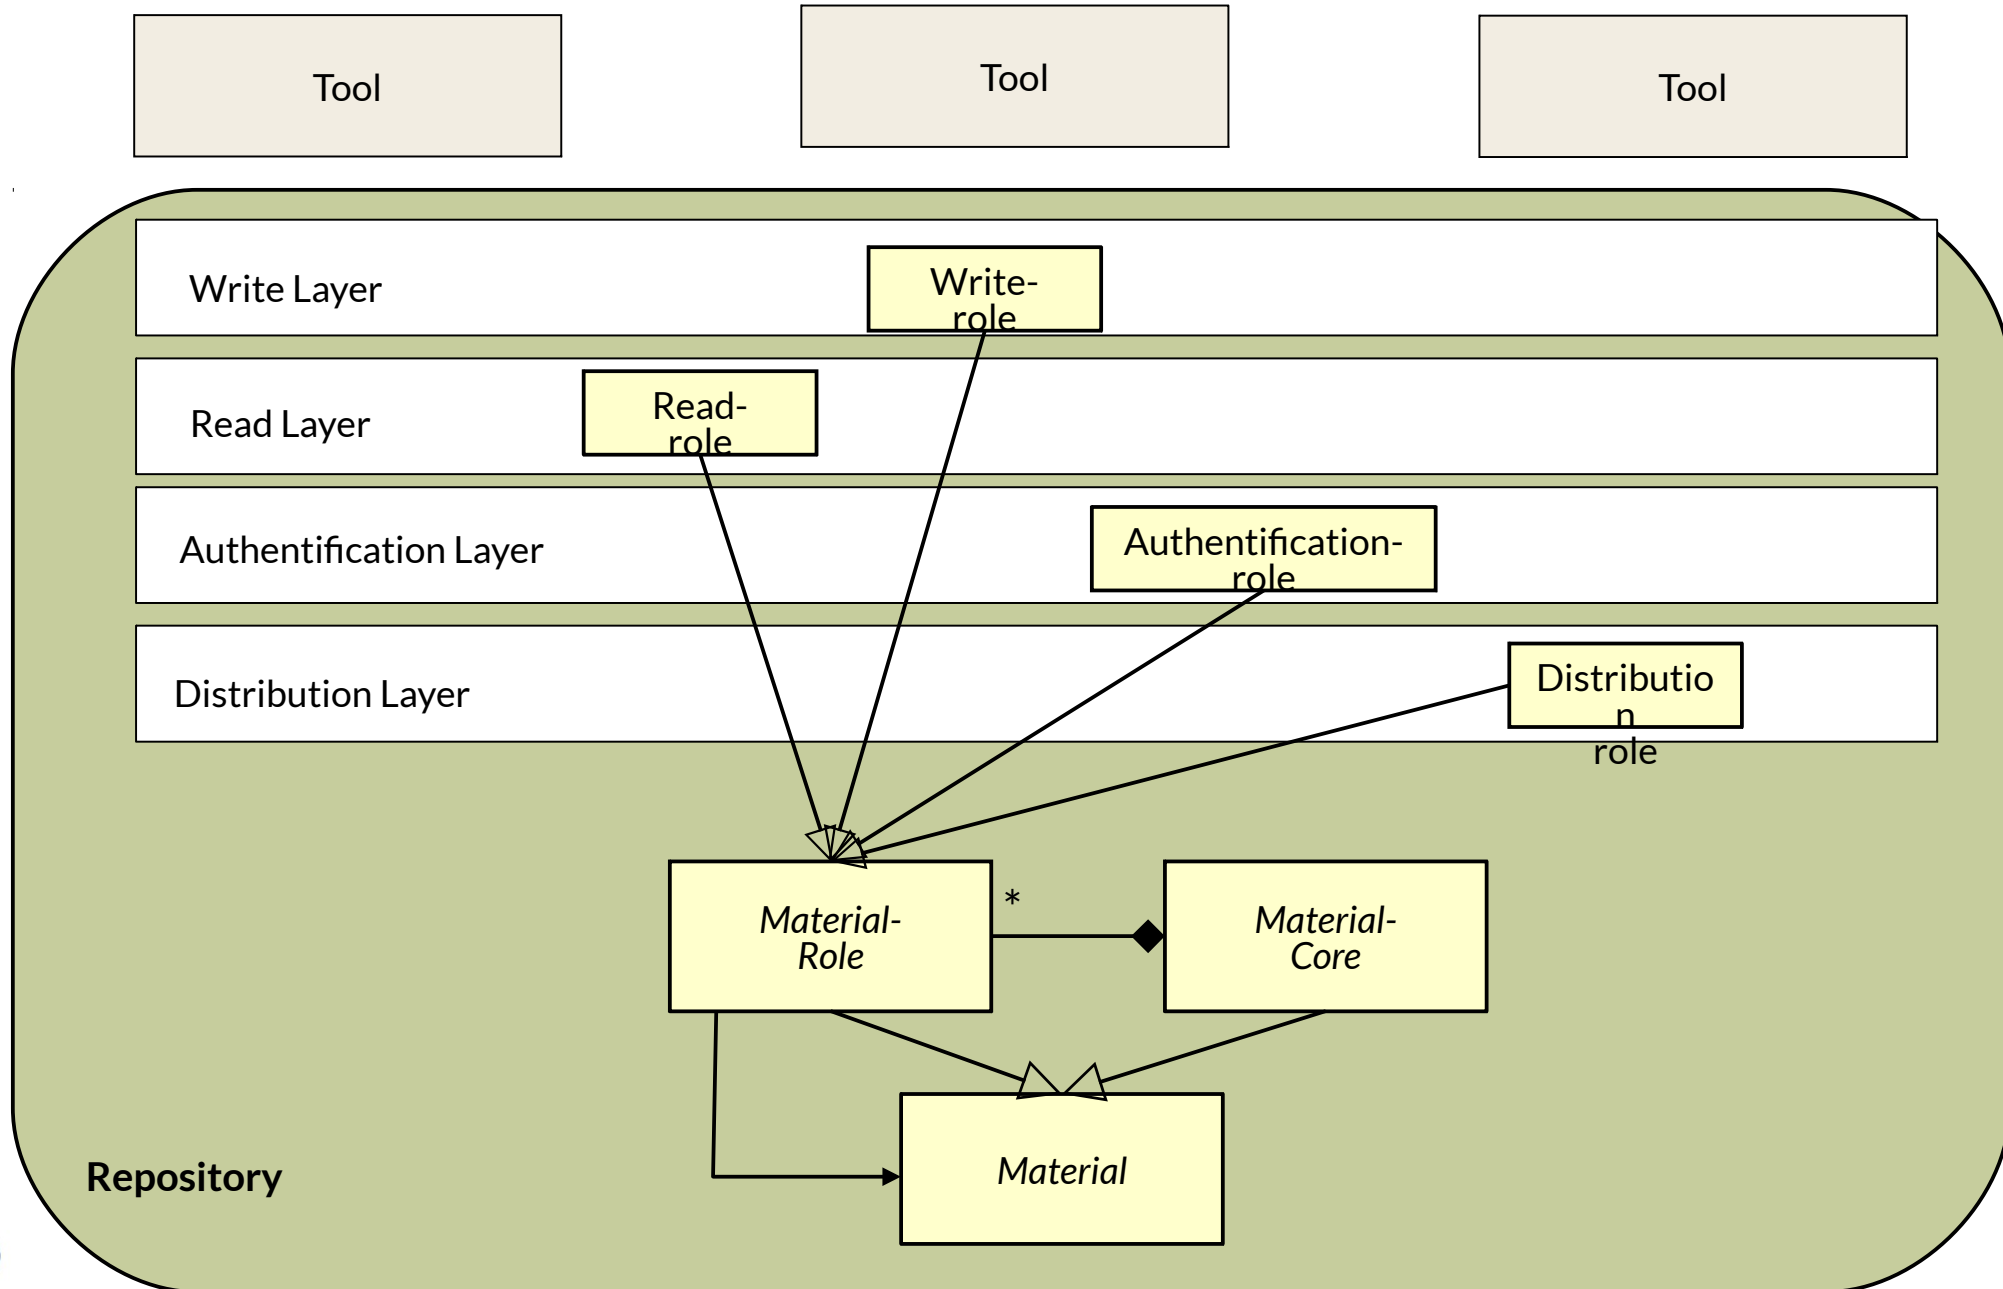 Tool
Tool
Tool
Write Layer
Write-
role
Read Layer
Read-
role
Authentification Layer
Authentification-
role
Distribution Layer
Distributio
n
role
*
Material-
Role
Material-
Core
Material
Repository